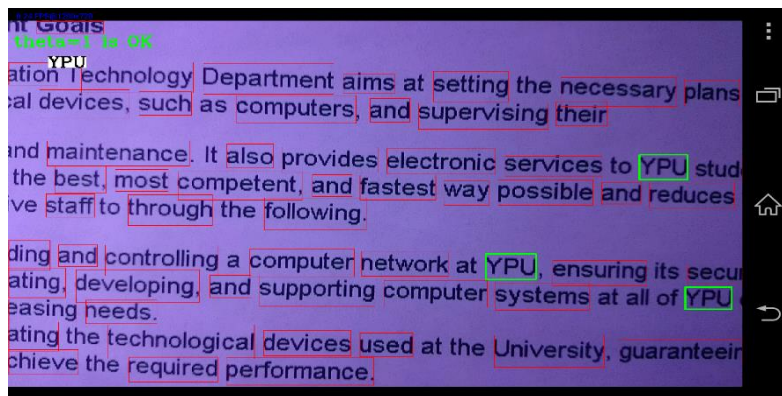 nt Goals
theta=1 is OK
YPU
ation Technology Department aims at setting the necessary plans
cal devices, such as computers, and supervising their
and maintenance. It also provides electronic services to YPU stud
the best, most competent, and fastest way possible and reduces
ive staff to through the following.
ding and controlling a computer network at YPU, ensuring its secur
ating, developing, and supporting computer systems at all of YPU
easing needs.
ating the technological devices used at the University, guaranteein
chieve the required performance.